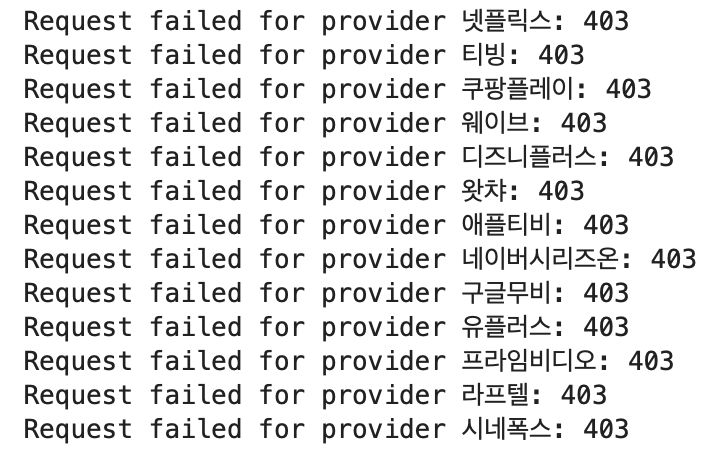 Request failed for provider 넷플릭스: 403
Request failed for provider 티빙: 403
Request failed for provider 쿠팡플레이: 403
Request failed for provider 웨이브: 403
Request failed for provider 디즈니플러스: 403
Request failed for provider 왓챠: 403
Request failed for provider 애플티비: 403
Request failed for provider 네이버시리즈온: 403
Request failed for provider 구글무비: 403
Request failed for provider 유플러스: 403
Request failed for provider 프라임비디오: 403
Request failed for provider 라프텔: 403
Request failed for provider 시네폭스: 403